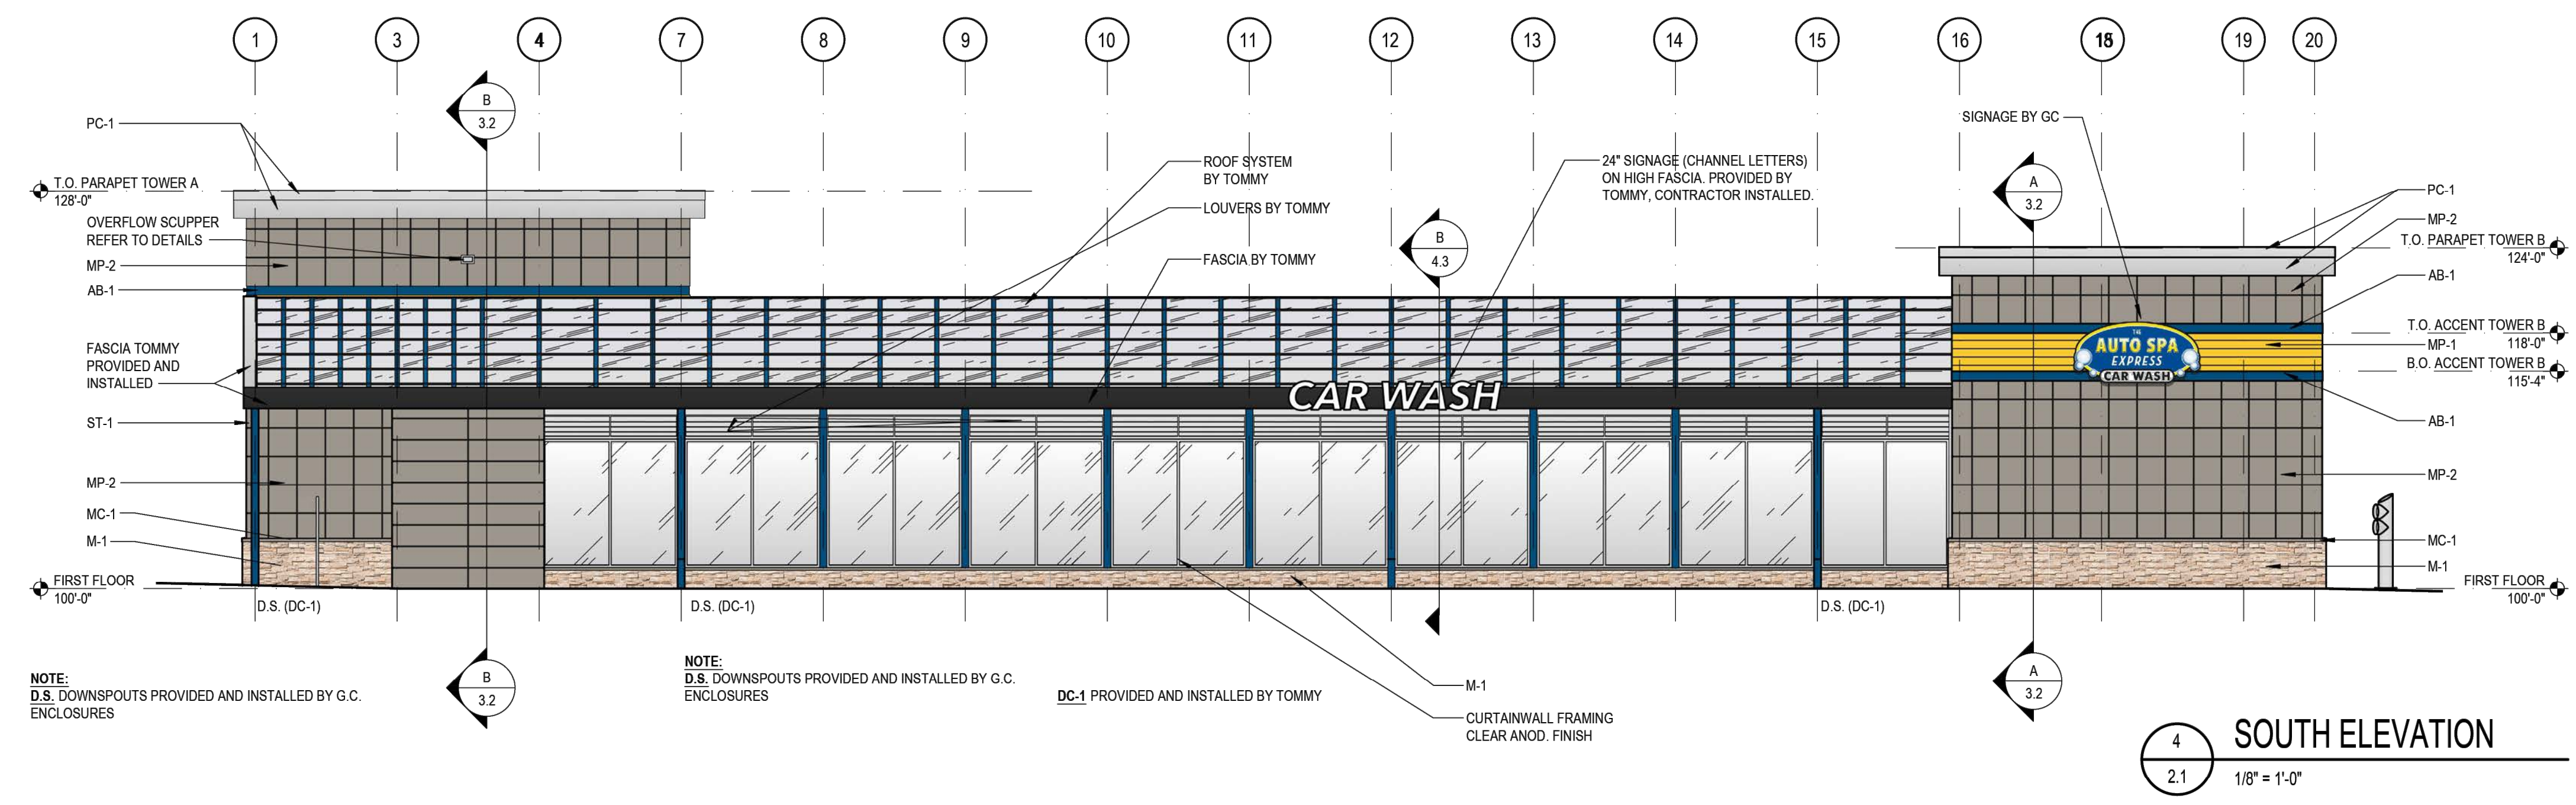 1 3 4 7 8 9 10 11 12 13 14 15 16 18 19 20
B
3.2
PC-1
T.O. PARAPET TOWER A
128'-0"
OVERFLOW SCUPPER
REFER TO DETAILS
MP-2
AB-1
FASCIA TOMMY
PROVIDED AND
INSTALLED
ST-1
MP-2
MC-1
M-1
FIRST FLOOR
100'-0"
ROOF SYSTEM
BY TOMMY
LOUVERS BY TOMMY
FASCIA BY TOMMY
B
4.3
24" SIGNAGE (CHANNEL LETTERS)
ON HIGH FASCIA. PROVIDED BY
TOMMY, CONTRACTOR INSTALLED.
CAR WASH
SIGNAGE BY GC
A
3.2
THE
AUTO SPA
EXPRESS
CAR WASH
PC-1
MP-2
T.O. PARAPET TOWER B
124'-0"
AB-1
T.O. ACCENT TOWER B
118'-0"
MP-1
B.O. ACCENT TOWER B
115'-4"
AB-1
MP-2
MC-1
M-1
FIRST FLOOR
100'-0"
D.S. (DC-1)
D.S. (DC-1)
D.S. (DC-1)
NOTE:
D.S. DOWNSPOUTS PROVIDED AND INSTALLED BY G.C.
ENCLOSURES
B
3.2
NOTE:
D.S. DOWNSPOUTS PROVIDED AND INSTALLED BY G.C.
ENCLOSURES
DC-1 PROVIDED AND INSTALLED BY TOMMY
M-1
CURTAINWALL FRAMING
CLEAR ANOD. FINISH
A
3.2
4
2.1
SOUTH ELEVATION
1/8" = 1'-0"